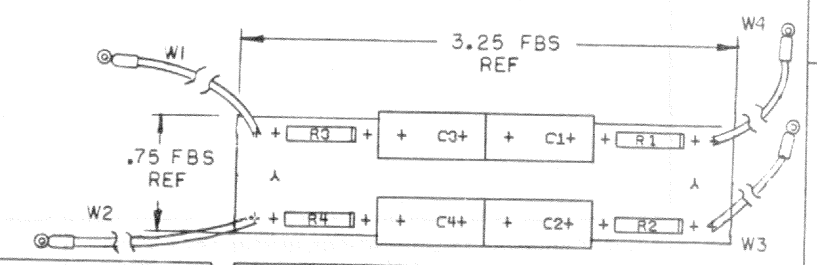 W4
W1
3.25 FBS
REF
R3 C3+ C1+ R1
.75 FBS
REF
W2
R4 C4+ C2+ R2
W3